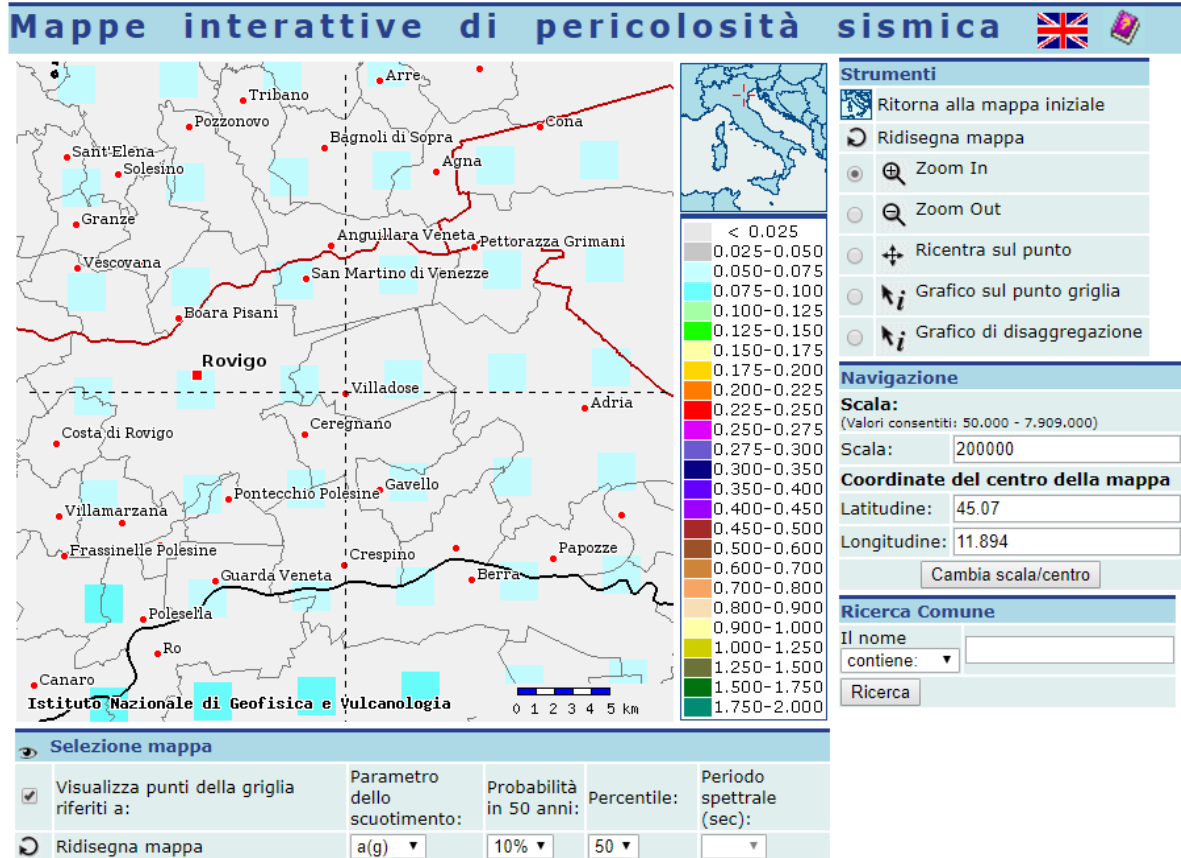 Mappe interattive di pericolosità sismica
Arre
Tribano
Pozzonovo
Cona
Bagnoli di Sopra
Sant'Elena
Solesino
Agna
Granze
Anguillara Veneta
Pettorazza Grimani
Vescovana
San Martino di Venezze
Boara Pisani
Rovigo
Villadose
Adria
Costa di Rovigo
Ceregnano
Gavello
Pontecchio Polesine
Villamarzana
Frassinelle Polesine
Crespino
Papozze
Guarda Veneta
Berra
Polesella
Ro
Canaro
Istituto Nazionale di Geofisica e Vulcanologia
0 1 2 3 4 5 km
< 0.025
0.025-0.050
0.050-0.075
0.075-0.100
0.100-0.125
0.125-0.150
0.150-0.175
0.175-0.200
0.200-0.225
0.225-0.250
0.250-0.275
0.275-0.300
0.300-0.350
0.350-0.400
0.400-0.450
0.450-0.500
0.500-0.600
0.600-0.700
0.700-0.800
0.800-0.900
0.900-1.000
1.000-1.250
1.250-1.500
1.500-1.750
1.750-2.000
Strumenti
Ritorna alla mappa iniziale
Ridisegna mappa
Zoom In
Zoom Out
Ricentra sul punto
Grafico sul punto griglia
Grafico di disaggregazione
Navigazione
Scala:
(Valori consentiti: 50.000 - 7.909.000)
Scala: 200000
Coordinate del centro della mappa
Latitudine: 45.07
Longitudine: 11.894
Cambia scala/centro
Ricerca Comune
Il nome
contiene:
Ricerca
Selezione mappa
Visualizza punti della griglia
riferiti a:
Parametro
dello
scuotimento:
Probabilità
in 50 anni:
Percentile:
Periodo
spettrale
(sec):
Ridisegna mappa
a(g)
10%
50